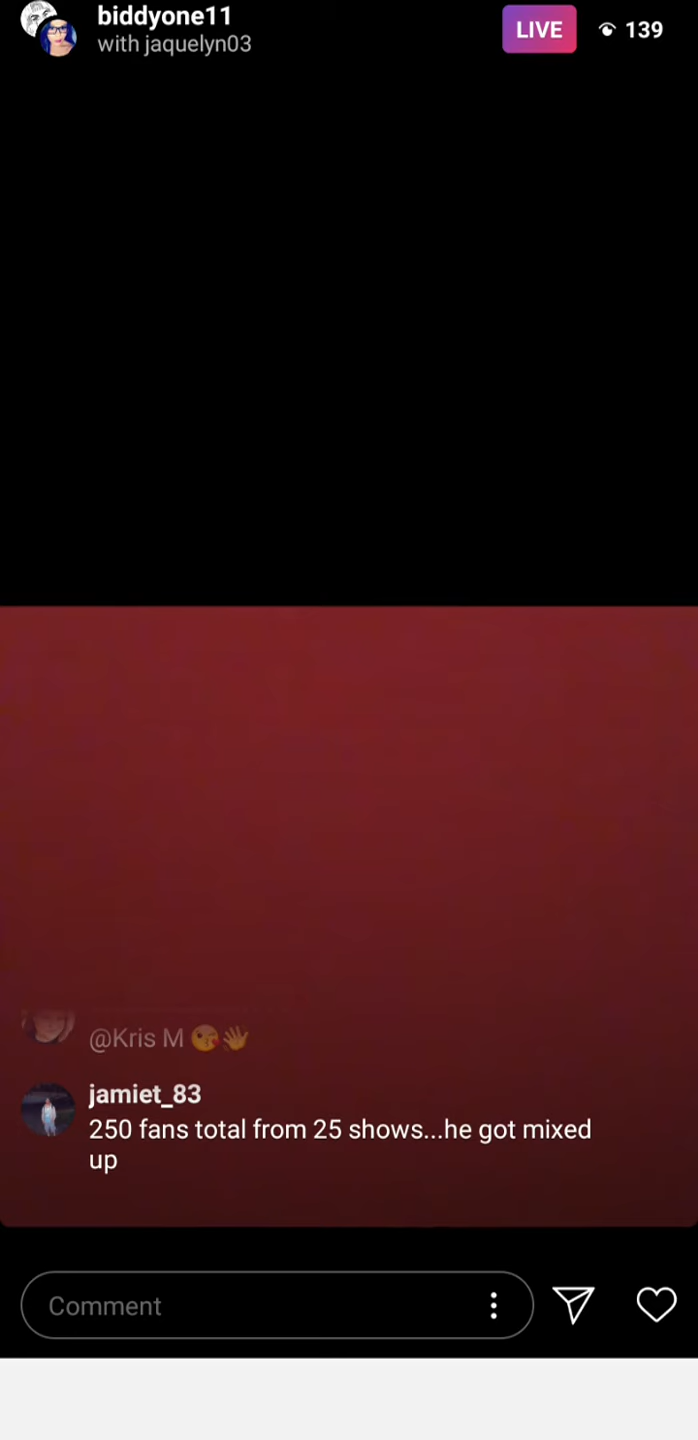 biddyone11
with jaquelyn03
LIVE
139
@Kris M 😘👋
jamiet_83
250 fans total from 25 shows...he got mixed
up
Comment